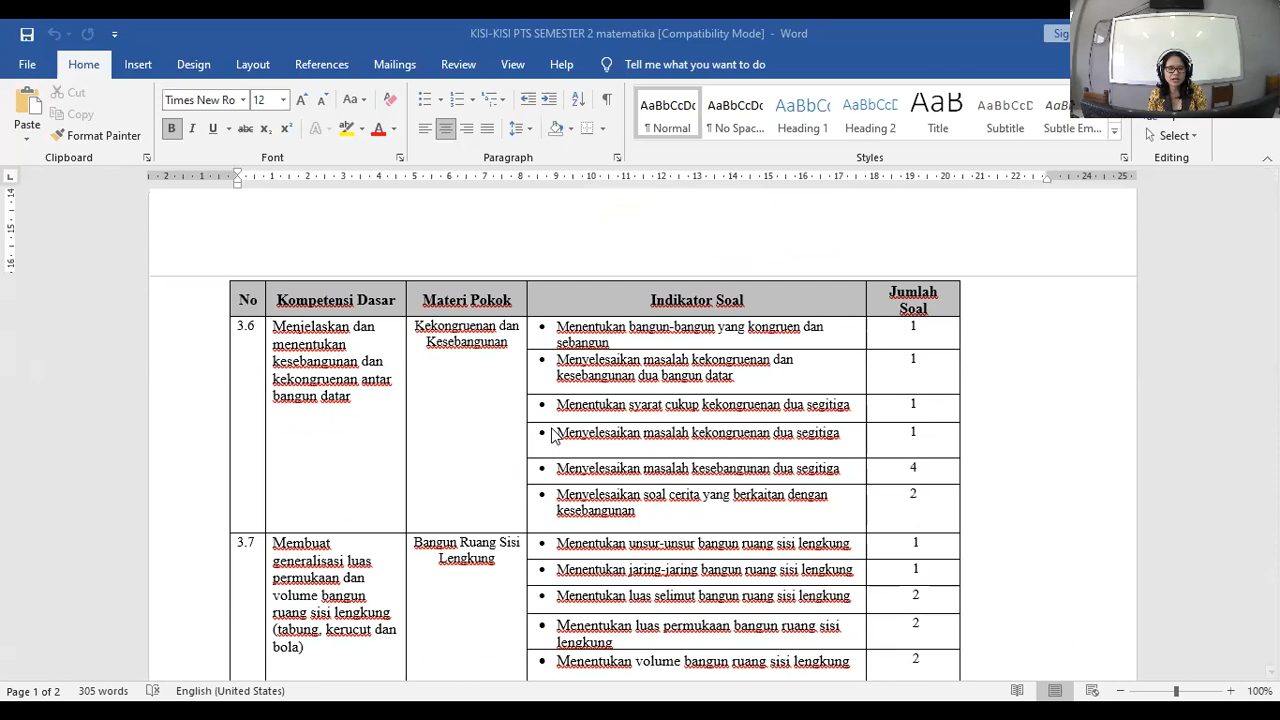 KISI-KISI PTS SEMESTER 2 matematika [Compatibility Mode] - Word
Sig
File Home Insert Design Layout References Mailings Review View Help Tell me what you want to do
Paste
Cut
Copy
Format Painter
Clipboard
Times New Ro 12
Font
Paragraph
AaBbCcDc AaBbCcDc AaBbCc AaBbCcD AaB AaBbCcD AaBbCcDc
¶ Normal ¶ No Spac... Heading 1 Heading 2 Title Subtitle Subtle Em...
Styles
Select
Editing
No Kompetensi Dasar Materi Pokok Indikator Soal Jumlah Soal
3.6 Menjelaskan dan
menentukan
kesebangunan dan
kekongruenan antar
bangun datar
Kekongruenan dan
Kesebangunan
• Menentukan bangun-bangun yang kongruen dan
sebangun
1
• Menyelesaikan masalah kekongruenan dan
kesebangunan dua bangun datar
1
• Menentukan syarat cukup kekongruenan dua segitiga 1
• Menyelesaikan masalah kekongruenan dua segitiga 1
• Menyelesaikan masalah kesebangunan dua segitiga 4
• Menyelesaikan soal cerita yang berkaitan dengan
kesebangunan
2
3.7 Membuat
generalisasi luas
permukaan dan
volume bangun
ruang sisi lengkung
(tabung, kerucut dan
bola)
Bangun Ruang Sisi
Lengkung
• Menentukan unsur-unsur bangun ruang sisi lengkung 1
• Menentukan jaring-jaring bangun ruang sisi lengkung 1
• Menentukan luas selimut bangun ruang sisi lengkung 2
• Menentukan luas permukaan bangun ruang sisi
lengkung
2
• Menentukan volume bangun ruang sisi lengkung 2
Page 1 of 2 305 words English (United States) 100%